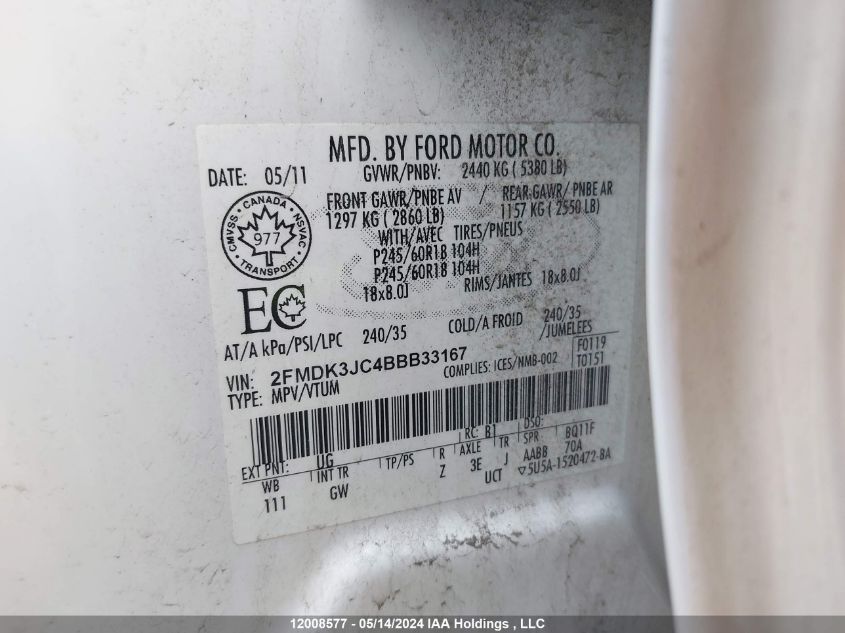 MFD. BY FORD MOTOR CO.
DATE: 05/11 GVWR/PNBV: 2440 KG ( 5380 LB)
FRONT GAWR/PNBE AV / REAR GAWR/ PNBE AR
1297 KG ( 2860 LB) 1157 KG ( 2550 LB)
WITH/AVEC TIRES/PNEUS
P245/60R18 104H
P245/60R18 104H
18x8.0J RIMS/JANTES 18x8.0J
CMVSS · CANADA · NSVAC
977
• TRANSPORT •
EC
AT/A kPa/PSI/LPC 240/35 COLD/A FROID 240/35
/JUMELEES
VIN: 2FMDK3JC4BBB33167 COMPLIES: ICES/NMB-002 F0119
TYPE: MPV/VTUM T0151
EXT PNT: UG RC: B1 DSO:
WB INT TR TP/PS R AXLE TR SPR BQ11F
111 GW Z 3E J AABB 70A
UCT ▽5U5A-1520472-BA
12008577 - 05/14/2024 IAA Holdings , LLC